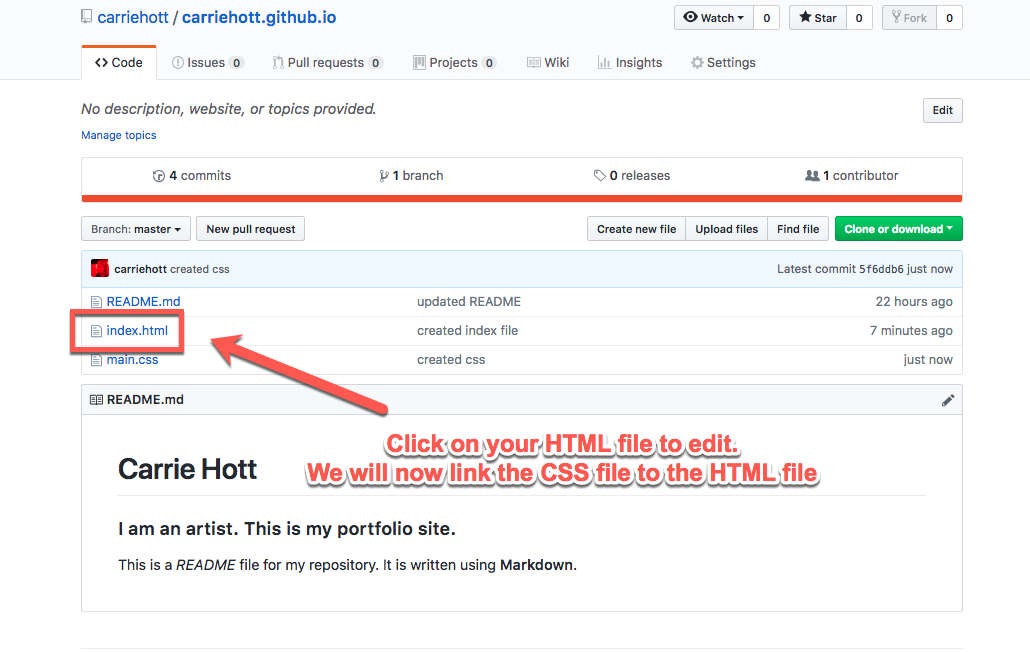 carriehott / carriehott.github.io
Watch 0 Star 0 Fork 0
Code Issues 0 Pull requests 0 Projects 0 Wiki Insights Settings
No description, website, or topics provided. Edit
Manage topics
4 commits 1 branch 0 releases 1 contributor
Branch: master New pull request Create new file Upload files Find file Clone or download
carriehott created css Latest commit 5f6ddb6 just now
README.md updated README 22 hours ago
index.html created index file 7 minutes ago
main.css created css just now
README.md
Click on your HTML file to edit.
We will now link the CSS file to the HTML file
Carrie Hott
I am an artist. This is my portfolio site.
This is a README file for my repository. It is written using Markdown.